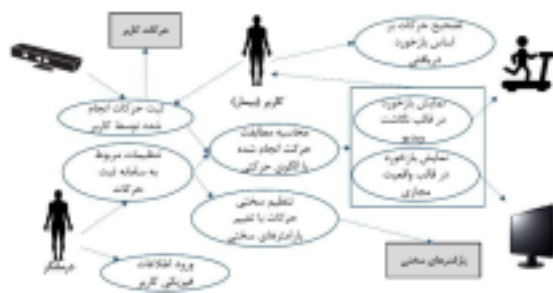 حرکات کاربر
تصحیح حرکات بر
اساس بازخورد
دریافتی
کاربر (بیمار)
ثبت حرکات انجام
شده توسط کاربر
نمایش بازخورد
در قالب نگاشت
محاسبه مطابقت
حرکت انجام شده
با الگوی حرکتی
تنظیمات مربوط
به سامانه ثبت
حرکات
نمایش بازخورد
در قالب واقعیت
مجازی
تنظیم سختی
حرکات با تغییر
پارامترهای سختی
پارامترهای سختی
درمانگر
ورود اطلاعات
فیزیکی کاربر